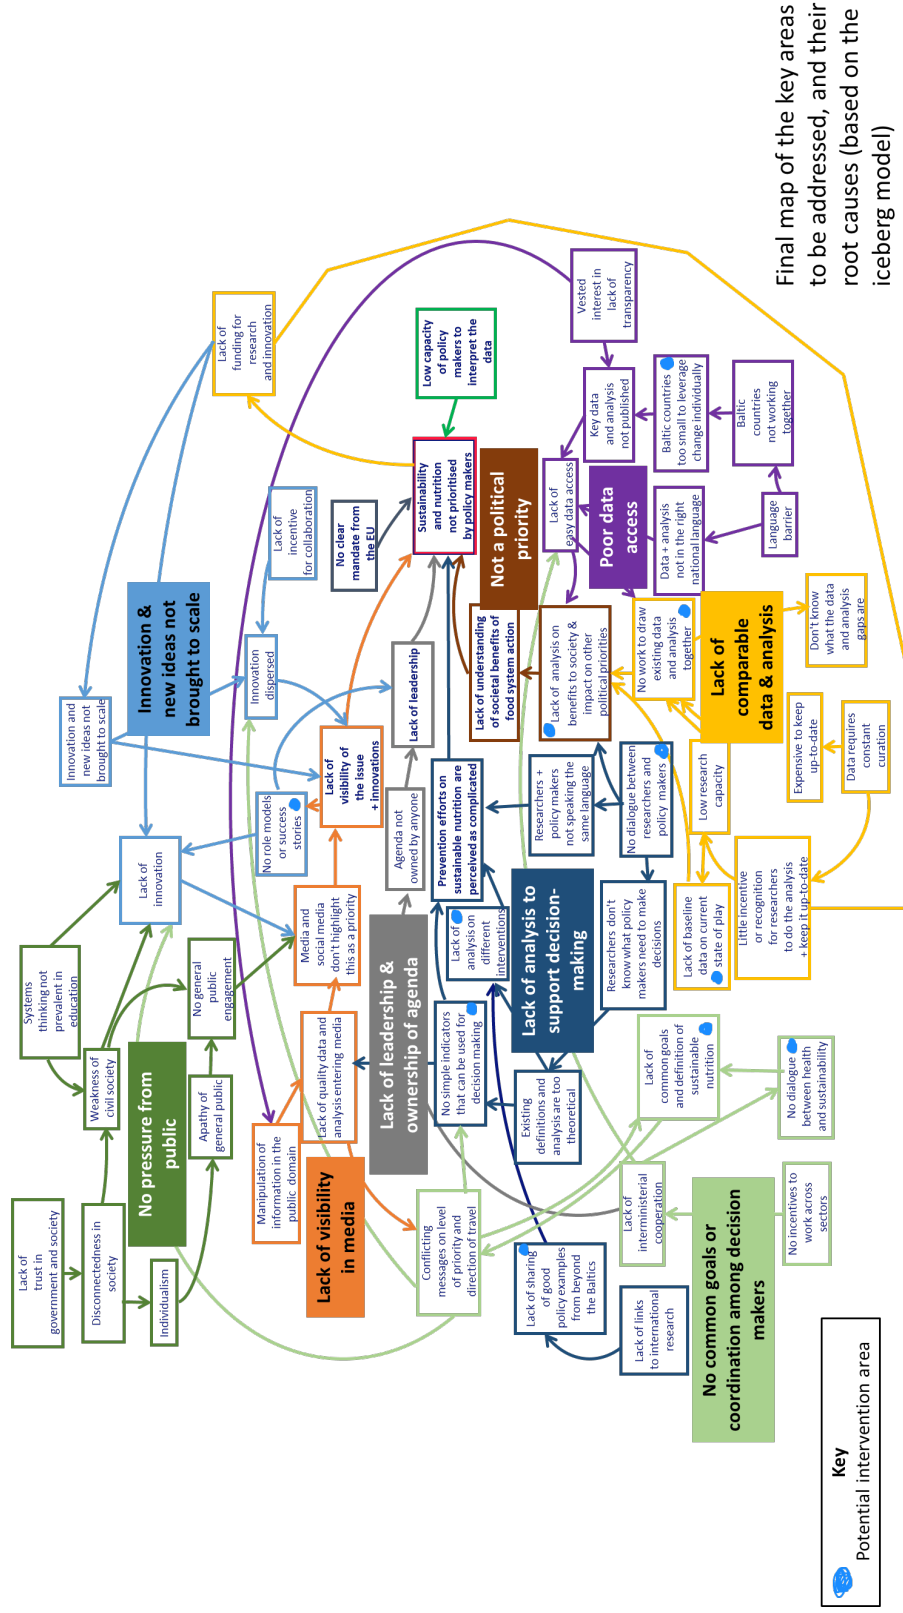 Final map of the key areas
to be addressed, and their
root causes (based on the
iceberg model)
Lack of
trust in
government and society
Disconnectedness in
society
Individualism
Systems
thinking not
prevalent in
education
Weakness of
civil society
Apathy of
general public
No general
public
engagement
No pressure from
public
Lack of
innovation
Innovation and
new ideas not
brought to scale
Innovation &
new ideas not
brought to scale
Lack of
funding for
research
and innovation
Lack of
incentive
for collaboration
Innovation
dispersed
No role models
or success
stories
Lack of
visibility of
the issue
+ innovations
Media and
social media
don't highlight
this as a priority
Manipulation of
information in the
public domain
Lack of quality data and
analysis entering media
Lack of visibility
in media
No clear
mandate from
the EU
Lack of leadership
Agenda not
owned by anyone
Lack of leadership &
ownership of agenda
Low capacity
of policy
makers to
interpret the
data
Sustainability
and nutrition
not prioritised
by policy makers
Conflicting
messages on level
of priority and
direction of travel
No simple indicators
that can be used for
decision making
Lack of
analysis on
different
interventions
Prevention efforts on
sustainable nutrition are
perceived as complicated
Lack of understanding
of societal benefits of
food system action
Not a political
priority
Lack of analysis to
support decision-
making
Existing
definitions and
analysis are too
theoretical
Lack of sharing
of good
policy examples
from beyond
the Baltics
Lack of links
to international
research
Researchers +
policy makers
not speaking the
same language
Lack of analysis on
benefits to society &
impact on other
political priorities
Lack of
easy data access
Vested
interest in
lack of
transparency
Key data
and analysis
not published
Poor data
access
Researchers don't
know what policy
makers need to make
decisions
No dialogue between
researchers and
policy makers
No work to draw
existing data
and analysis
together
Data + analysis
not in the right
national language
Baltic countries
too small to leverage
change individually
Baltic
countries
not working
together
Language
barrier
Lack of
comparable
data & analysis
Low research
capacity
Lack of baseline
data on current
state of play
Little incentive
or recognition
for researchers
to do the analysis
+ keep it up-to-date
Expensive to keep
up-to-date
Data requires
constant
curation
Don't know
what the data
and analysis
gaps are
Lack of
common goals
and definition of
sustainable
nutrition
No dialogue
between health
and sustainability
Lack of
interministerial
cooperation
No incentives to
work across
sectors
No common goals or
coordination among decision
makers
Key
Potential intervention area